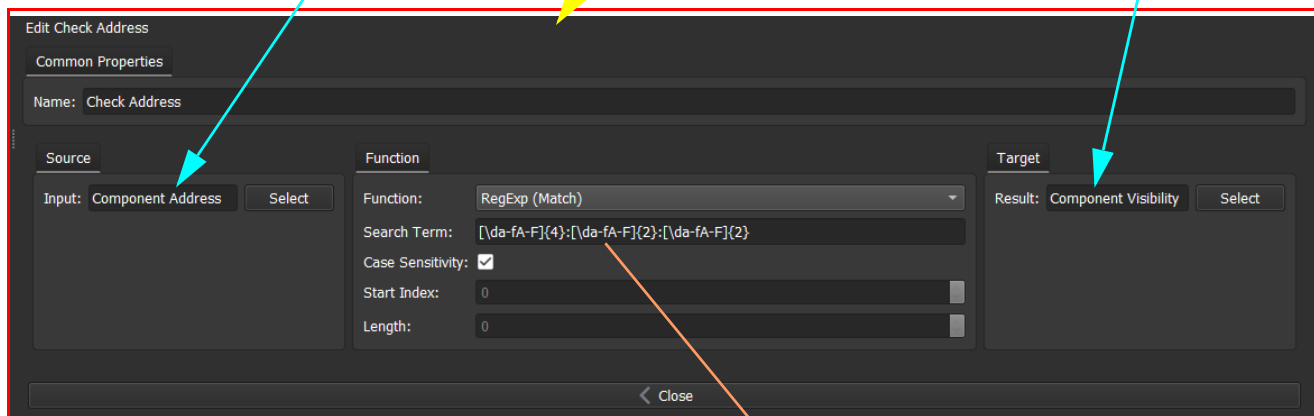 Edit Check Address
Common Properties
Name: Check Address
Source
Input: Component Address Select
Function
Function: RegExp (Match)
Search Term: [\da-fA-F]{4}:[\da-fA-F]{2}:[\da-fA-F]{2}
Case Sensitivity:
Start Index: 0
Length: 0
Target
Result: Component Visibility Select
Close